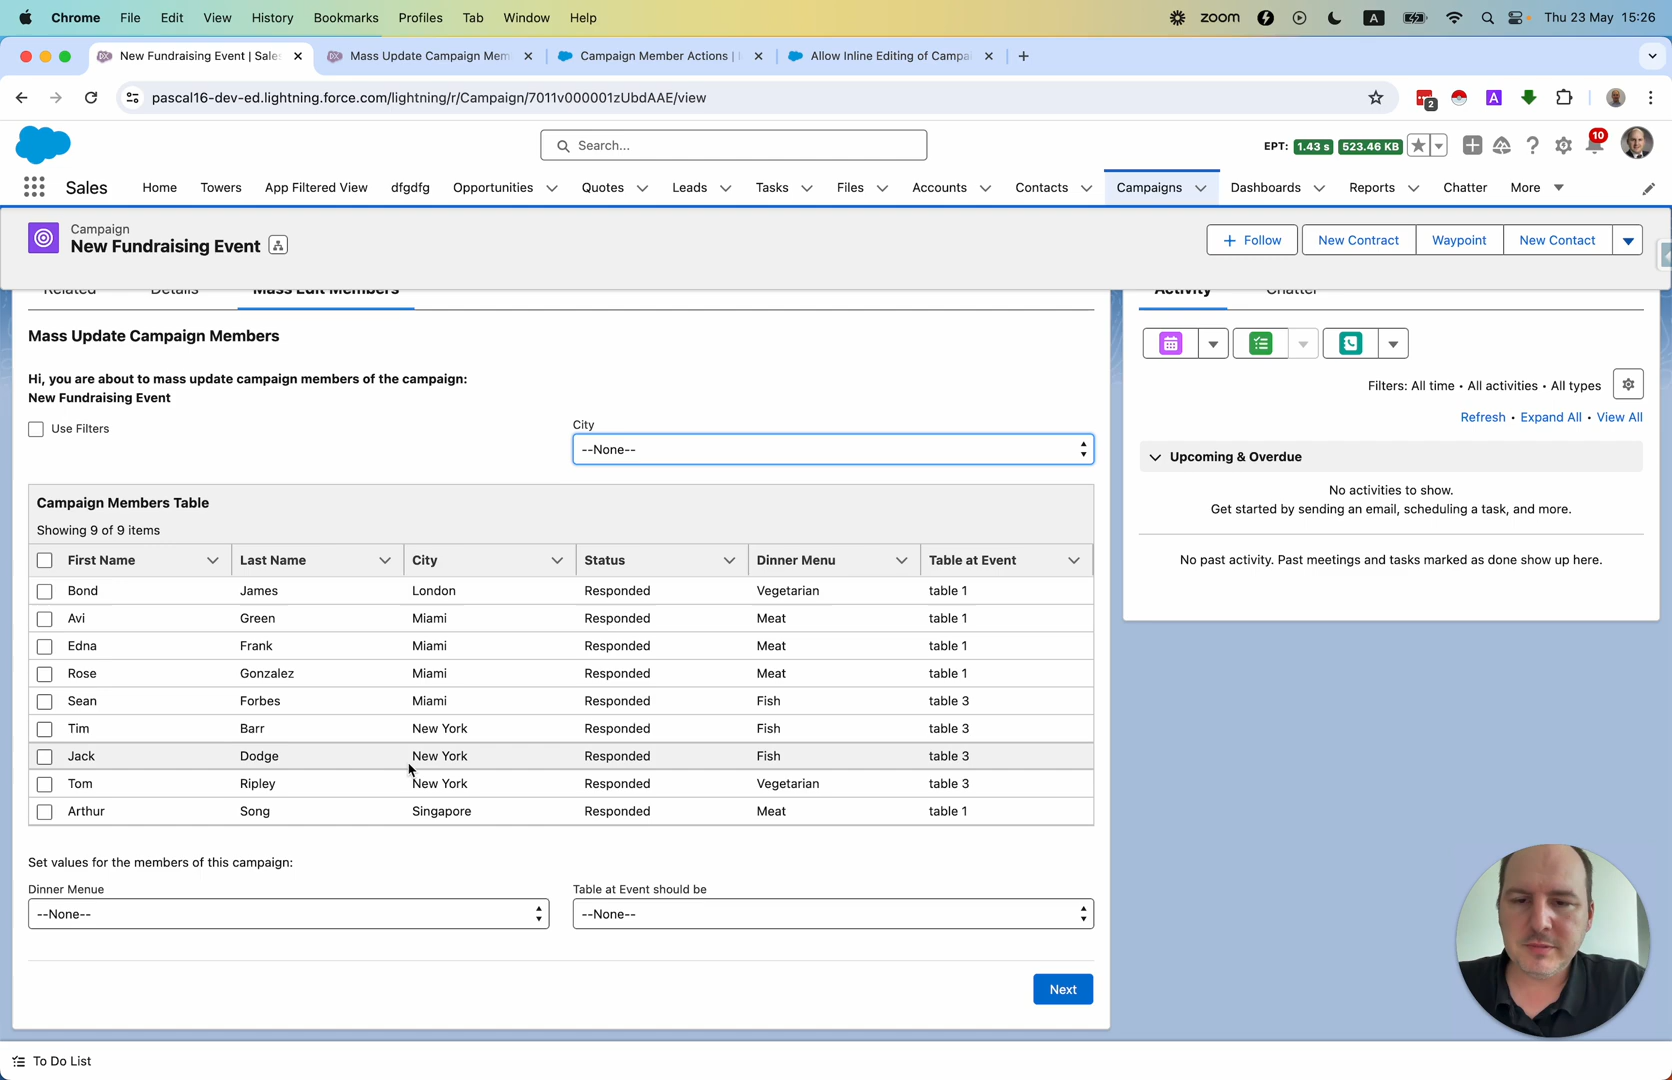 Chrome File Edit View History Bookmarks Profiles Tab Window Help zoom A Thu 23 May 15:26
New Fundraising Event | Sales Mass Update Campaign Mem Campaign Member Actions | Allow Inline Editing of Campa
pascal16-dev-ed.lightning.force.com/lightning/r/Campaign/7011v000001zUbdAAE/view 2 A
Search... EPT: 1.43 s 523.46 KB 10
Sales Home Towers App Filtered View dfgdfg Opportunities Quotes Leads Tasks Files Accounts Contacts Campaigns Dashboards Reports Chatter More
Campaign
New Fundraising Event
+ Follow New Contract Waypoint New Contact
Related Details Mass Edit Members
Activity Chatter
Mass Update Campaign Members
Hi, you are about to mass update campaign members of the campaign:
New Fundraising Event
Use Filters
City
--None--
Campaign Members Table
Showing 9 of 9 items
First Name Last Name City Status Dinner Menu Table at Event
Bond James London Responded Vegetarian table 1
Avi Green Miami Responded Meat table 1
Edna Frank Miami Responded Meat table 1
Rose Gonzalez Miami Responded Meat table 1
Sean Forbes Miami Responded Fish table 3
Tim Barr New York Responded Fish table 3
Jack Dodge New York Responded Fish table 3
Tom Ripley New York Responded Vegetarian table 3
Arthur Song Singapore Responded Meat table 1
Set values for the members of this campaign:
Dinner Menue Table at Event should be
--None-- --None--
Next
Filters: All time • All activities • All types
Refresh • Expand All • View All
Upcoming & Overdue
No activities to show.
Get started by sending an email, scheduling a task, and more.
No past activity. Past meetings and tasks marked as done show up here.
To Do List